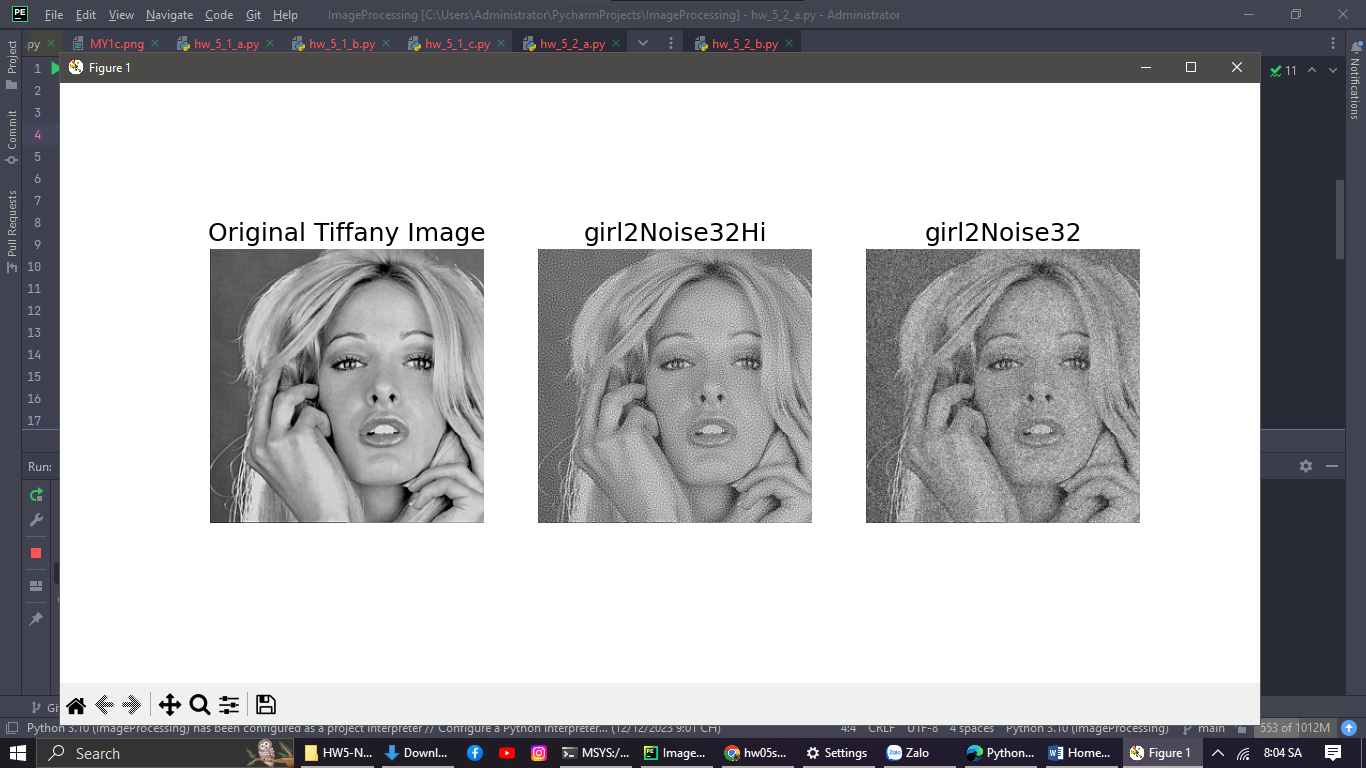 PE File Edit View Navigate Code Git Help ImageProcessing [C:\Users\Administrator\PycharmProjects\ImageProcessing] - hw_5_2_a.py - Administrator
.py MY1c.png hw_5_1_a.py hw_5_1_b.py hw_5_1_c.py hw_5_2_a.py hw_5_2_b.py
Project
Commit
Pull Requests
Notifications
Figure 1
11
1
2
3
4
5
6
7
8
9
10
11
12
13
14
15
16
17
Original Tiffany Image girl2Noise32Hi girl2Noise32
Run:
Python 3.10 (ImageProcessing) has been configured as a project interpreter // Configure a Python interpreter... (12/12/2023 9:01 CH) 4:4 CRLF UTF-8 4 spaces Python 3.10 (ImageProcessing) main 553 of 1012M
Search HW5-N... Downl... MSYS:/... PE Image... hw05s... Settings Zalo Zalo Python... Home... Figure 1 8:04 SA